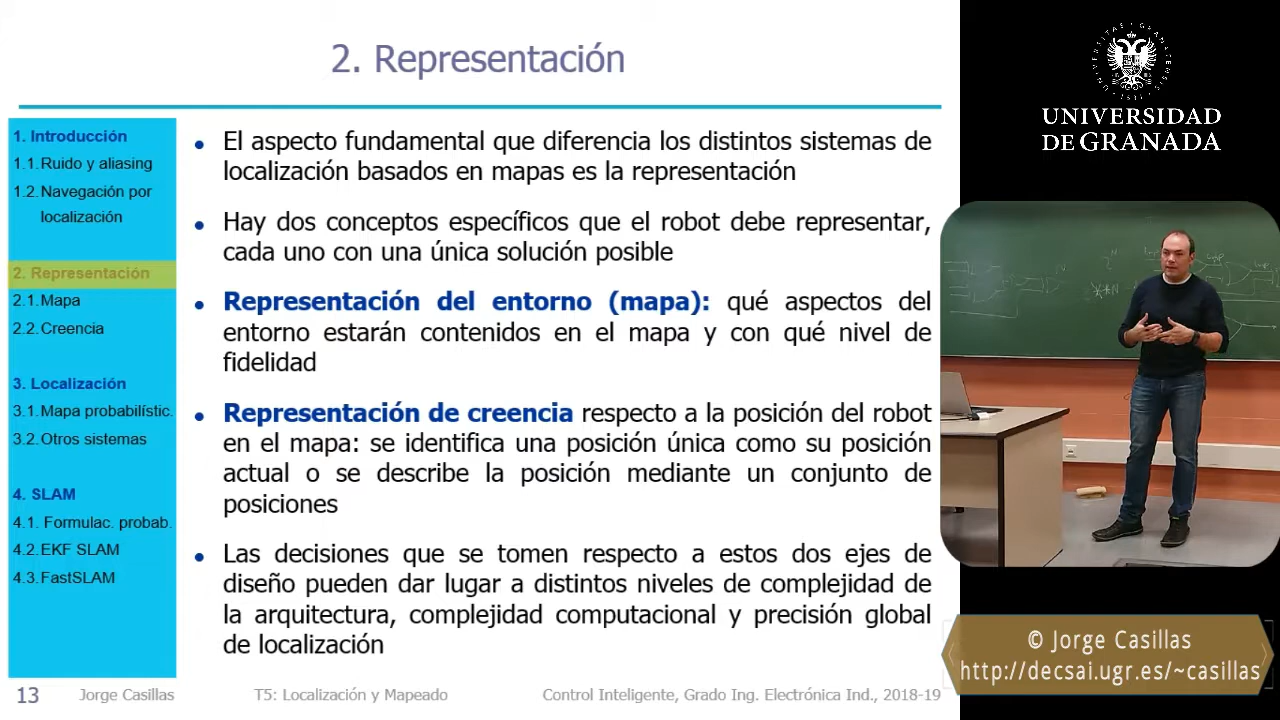 2. Representación
1. Introducción
1.1. Ruido y aliasing
1.2. Navegación por
localización
2. Representación
2.1. Mapa
2.2. Creencia
3. Localización
3.1. Mapa probabilístic.
3.2. Otros sistemas
4. SLAM
4.1. Formulac. probab.
4.2. EKF SLAM
4.3. FastSLAM
• El aspecto fundamental que diferencia los distintos sistemas de
localización basados en mapas es la representación
• Hay dos conceptos específicos que el robot debe representar,
cada uno con una única solución posible
• Representación del entorno (mapa): qué aspectos del
entorno estarán contenidos en el mapa y con qué nivel de
fidelidad
• Representación de creencia respecto a la posición del robot
en el mapa: se identifica una posición única como su posición
actual o se describe la posición mediante un conjunto de
posiciones
• Las decisiones que se tomen respecto a estos dos ejes de
diseño pueden dar lugar a distintos niveles de complejidad de
la arquitectura, complejidad computacional y precisión global
de localización
13 Jorge Casillas T5: Localización y Mapeado Control Inteligente, Grado Ing. Electrónica Ind., 2018-19
UNIVERSIDAD
DE GRANADA
© Jorge Casillas
http://decsai.ugr.es/~casillas